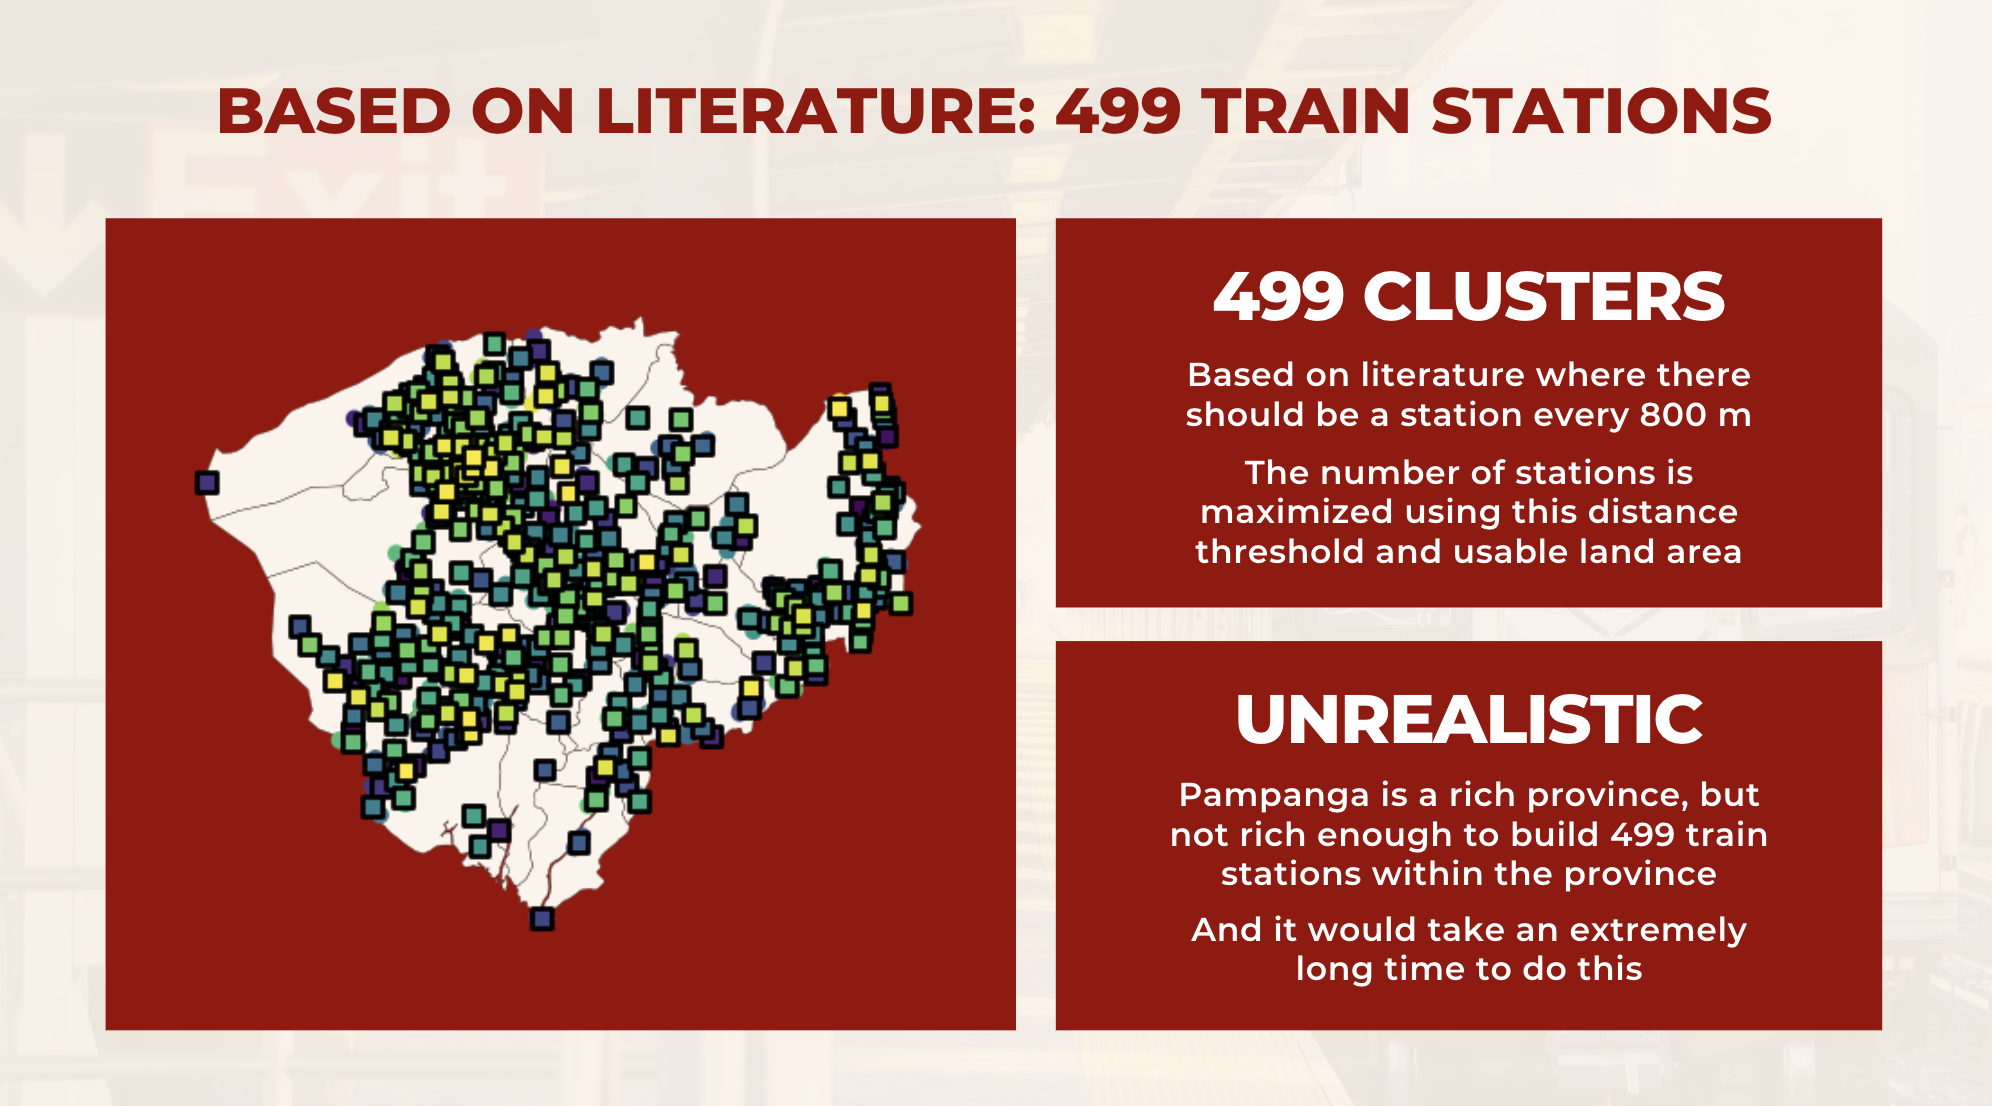 BASED ON LITERATURE: 499 TRAIN STATIONS
Exit
499 CLUSTERS
Based on literature where there
should be a station every 800 m
The number of stations is
maximized using this distance
threshold and usable land area
UNREALISTIC
Pampanga is a rich province, but
not rich enough to build 499 train
stations within the province
And it would take an extremely
long time to do this